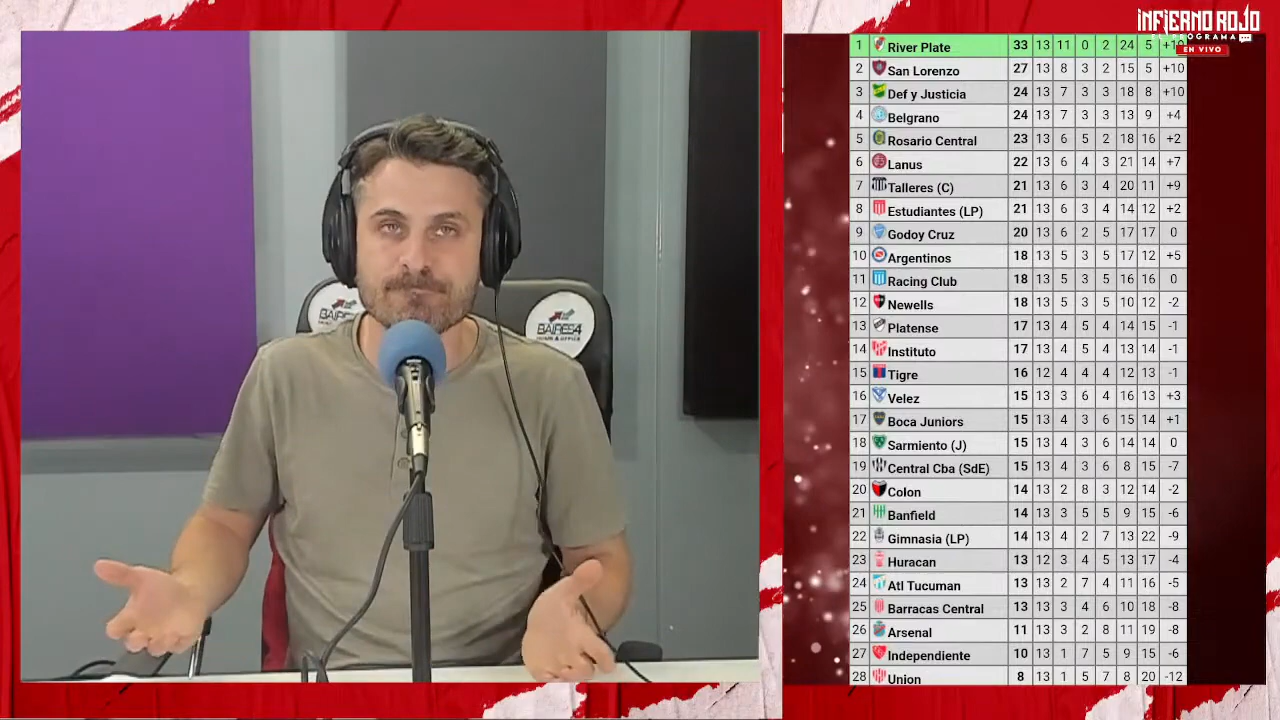 INFIERNO ROJO
EL PROGRAMA
EN VIVO
BAIRES4
BAIRES4
1 River Plate 33 13 11 0 2 24 5 +19
2 San Lorenzo 27 13 8 3 2 15 5 +10
3 Def y Justicia 24 13 7 3 3 18 8 +10
4 Belgrano 24 13 7 3 3 13 9 +4
5 Rosario Central 23 13 6 5 2 18 16 +2
6 Lanus 22 13 6 4 3 21 14 +7
7 Talleres (C) 21 13 6 3 4 20 11 +9
8 Estudiantes (LP) 21 13 6 3 4 14 12 +2
9 Godoy Cruz 20 13 6 2 5 17 17 0
10 Argentinos 18 13 5 3 5 17 12 +5
11 Racing Club 18 13 5 3 5 16 16 0
12 Newells 18 13 5 3 5 10 12 -2
13 Platense 17 13 4 5 4 14 15 -1
14 Instituto 17 13 4 5 4 13 14 -1
15 Tigre 16 12 4 4 4 12 13 -1
16 Velez 15 13 3 6 4 16 13 +3
17 Boca Juniors 15 13 4 3 6 15 14 +1
18 Sarmiento (J) 15 13 4 3 6 14 14 0
19 Central Cba (SdE) 15 13 4 3 6 8 15 -7
20 Colon 14 13 2 8 3 12 14 -2
21 Banfield 14 13 3 5 5 9 15 -6
22 Gimnasia (LP) 14 13 4 2 7 13 22 -9
23 Huracan 13 12 3 4 5 13 17 -4
24 Atl Tucuman 13 13 2 7 4 11 16 -5
25 Barracas Central 13 13 3 4 6 10 18 -8
26 Arsenal 11 13 3 2 8 11 19 -8
27 Independiente 10 13 1 7 5 9 15 -6
28 Union 8 13 1 5 7 8 20 -12